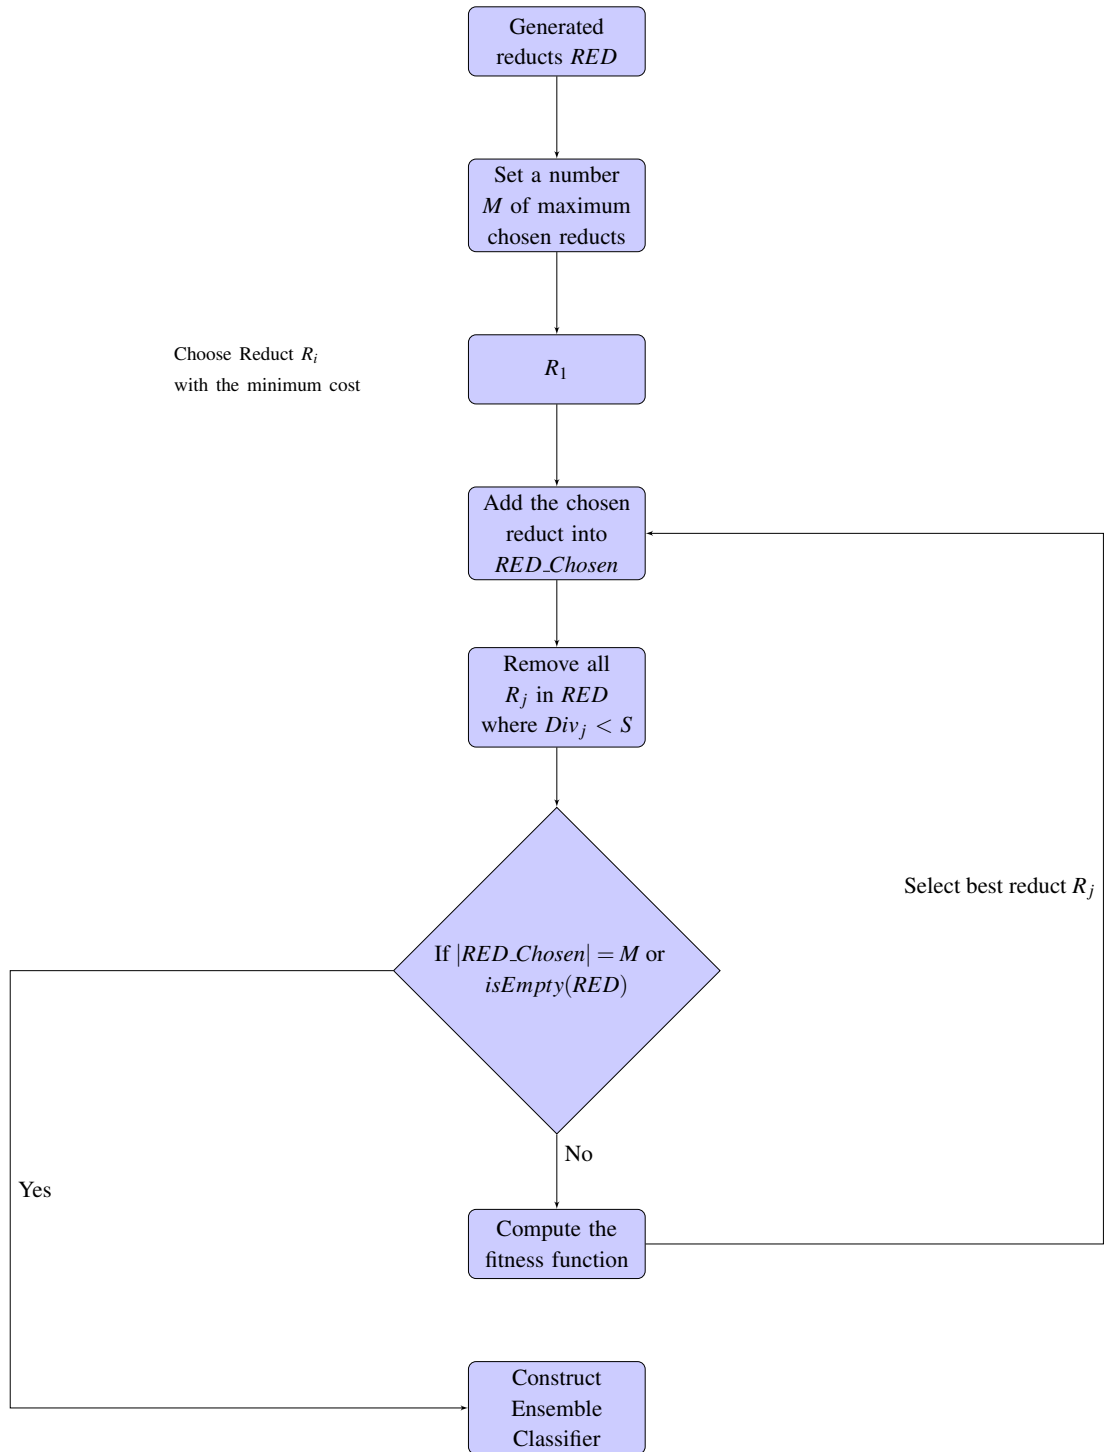 Generated
reducts RED
Set a number
M of maximum
chosen reducts
Choose Reduct R_i
with the minimum cost
R_1
Add the chosen
reduct into
RED_Chosen
Remove all
R_j in RED
where Div_j < S
Select best reduct R_j
If |RED_Chosen| = M or
isEmpty(RED)
No
Yes
Compute the
fitness function
Construct
Ensemble
Classifier